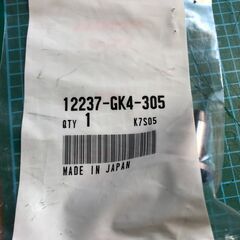 12237-GK4-305
QTY 1 K7S05
MADE IN JAPAN